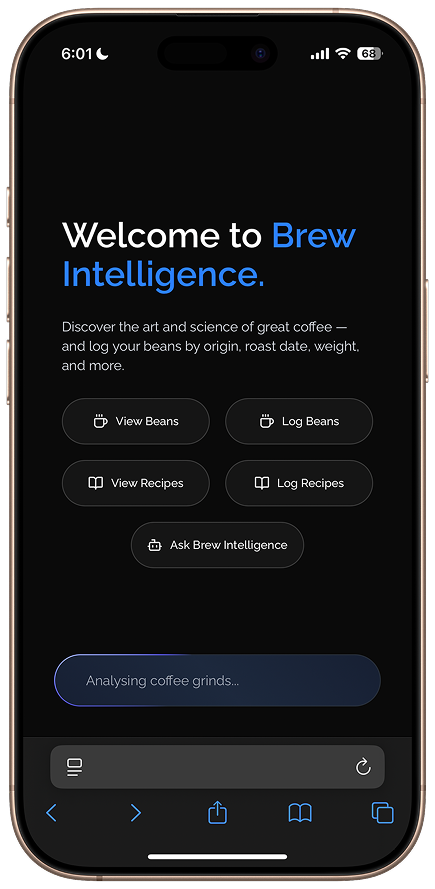 6:01
68
Welcome to Brew
Intelligence.
Discover the art and science of great coffee —
and log your beans by origin, roast date, weight,
and more.
View Beans
Log Beans
View Recipes
Log Recipes
Ask Brew Intelligence
Analysing coffee grinds...